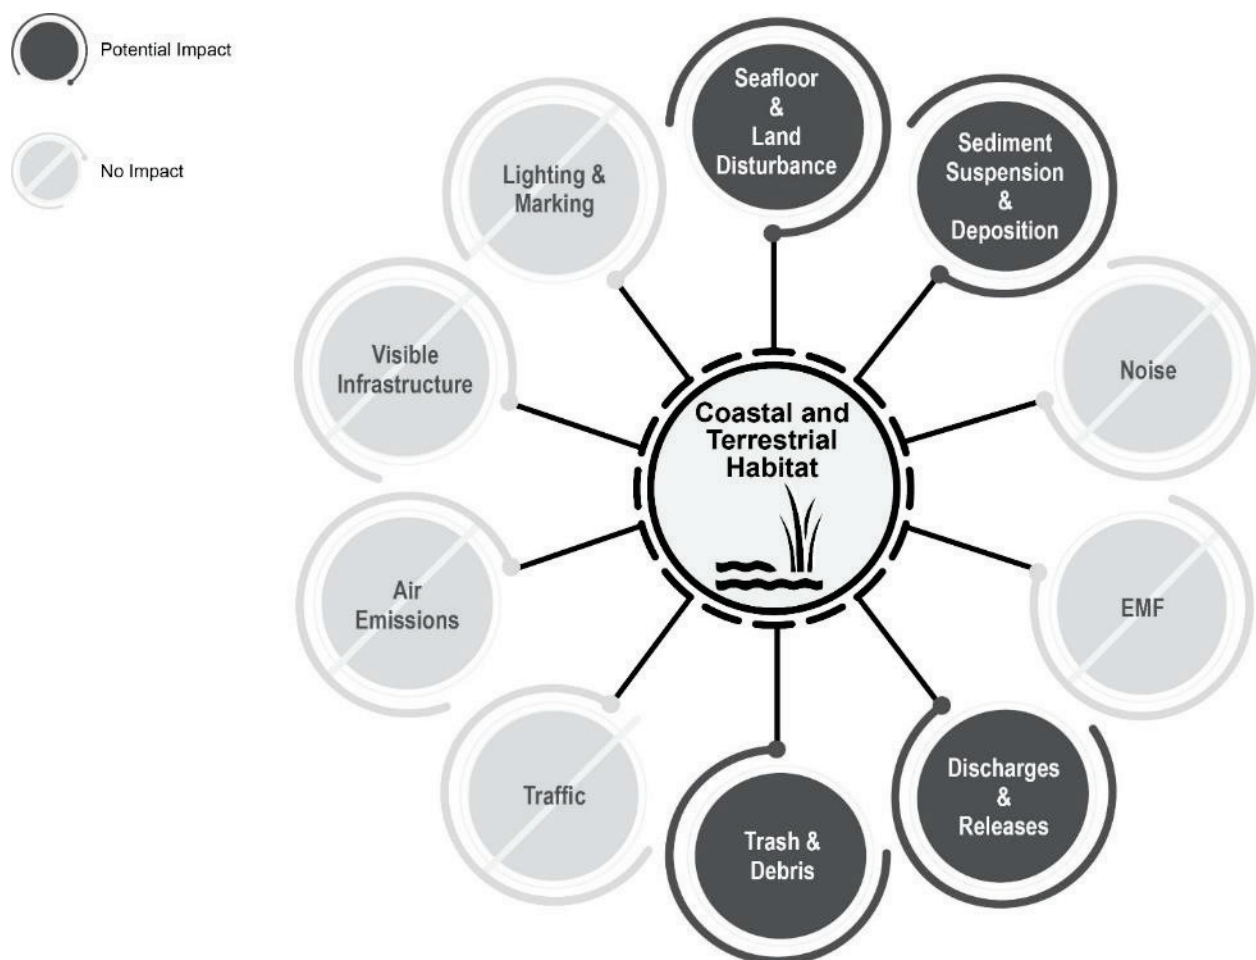 Potential Impact
No Impact
Seafloor
&
Land
Disturbance
Sediment
Suspension
&
Deposition
Noise
EMF
Discharges
&
Releases
Trash &
Debris
Traffic
Air
Emissions
Visible
Infrastructure
Lighting &
Marking
Coastal and
Terrestrial
Habitat